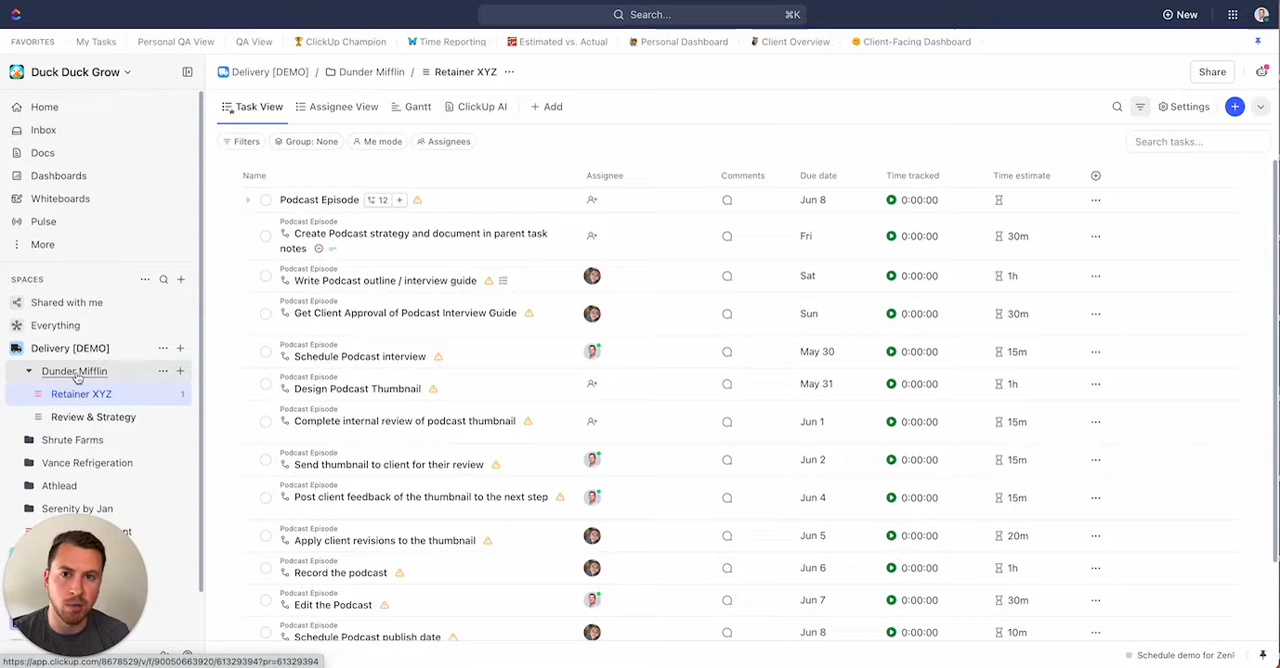 Search...
⌘K
New
FAVORITES
My Tasks
Personal QA View
QA View
ClickUp Champion
Time Reporting
Estimated vs. Actual
Personal Dashboard
Client Overview
Client-Facing Dashboard
Duck Duck Grow
Delivery [DEMO] / Dunder Mifflin / Retainer XYZ
Share
Home
Inbox
Docs
Dashboards
Whiteboards
Pulse
More
SPACES
Shared with me
Everything
Delivery [DEMO]
Dunder Mifflin
Retainer XYZ 1
Review & Strategy
Shrute Farms
Vance Refrigeration
Athlead
Serenity by Jan
Task View
Assignee View
Gantt
ClickUp AI
+ Add
Settings
Filters
Group: None
Me mode
Assignees
Search tasks...
Name Assignee Comments Due date Time tracked Time estimate
Podcast Episode 12 + Jun 8 0:00:00
Podcast Episode
Create Podcast strategy and document in parent task
notes
Fri 0:00:00 30m
Podcast Episode
Write Podcast outline / interview guide Sat 0:00:00 1h
Podcast Episode
Get Client Approval of Podcast Interview Guide Sun 0:00:00 30m
Podcast Episode
Schedule Podcast interview May 30 0:00:00 15m
Podcast Episode
Design Podcast Thumbnail May 31 0:00:00 1h
Podcast Episode
Complete internal review of podcast thumbnail Jun 1 0:00:00 15m
Podcast Episode
Send thumbnail to client for their review Jun 2 0:00:00 15m
Podcast Episode
Post client feedback of the thumbnail to the next step Jun 4 0:00:00 15m
Podcast Episode
Apply client revisions to the thumbnail Jun 5 0:00:00 20m
Podcast Episode
Record the podcast Jun 6 0:00:00 1h
Podcast Episode
Edit the Podcast Jun 7 0:00:00 30m
Podcast Episode
Schedule Podcast publish date Jun 8 0:00:00 10m
https://app.clickup.com/8678529/v/f/90050663920/61329394?pr=61329394
Schedule demo for Zen